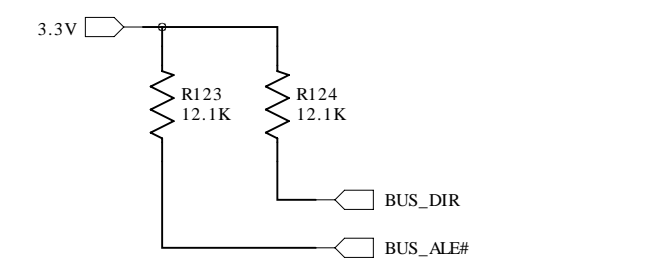 3.3V
R123
12.1K
R124
12.1K
BUS_DIR
BUS_ALE#